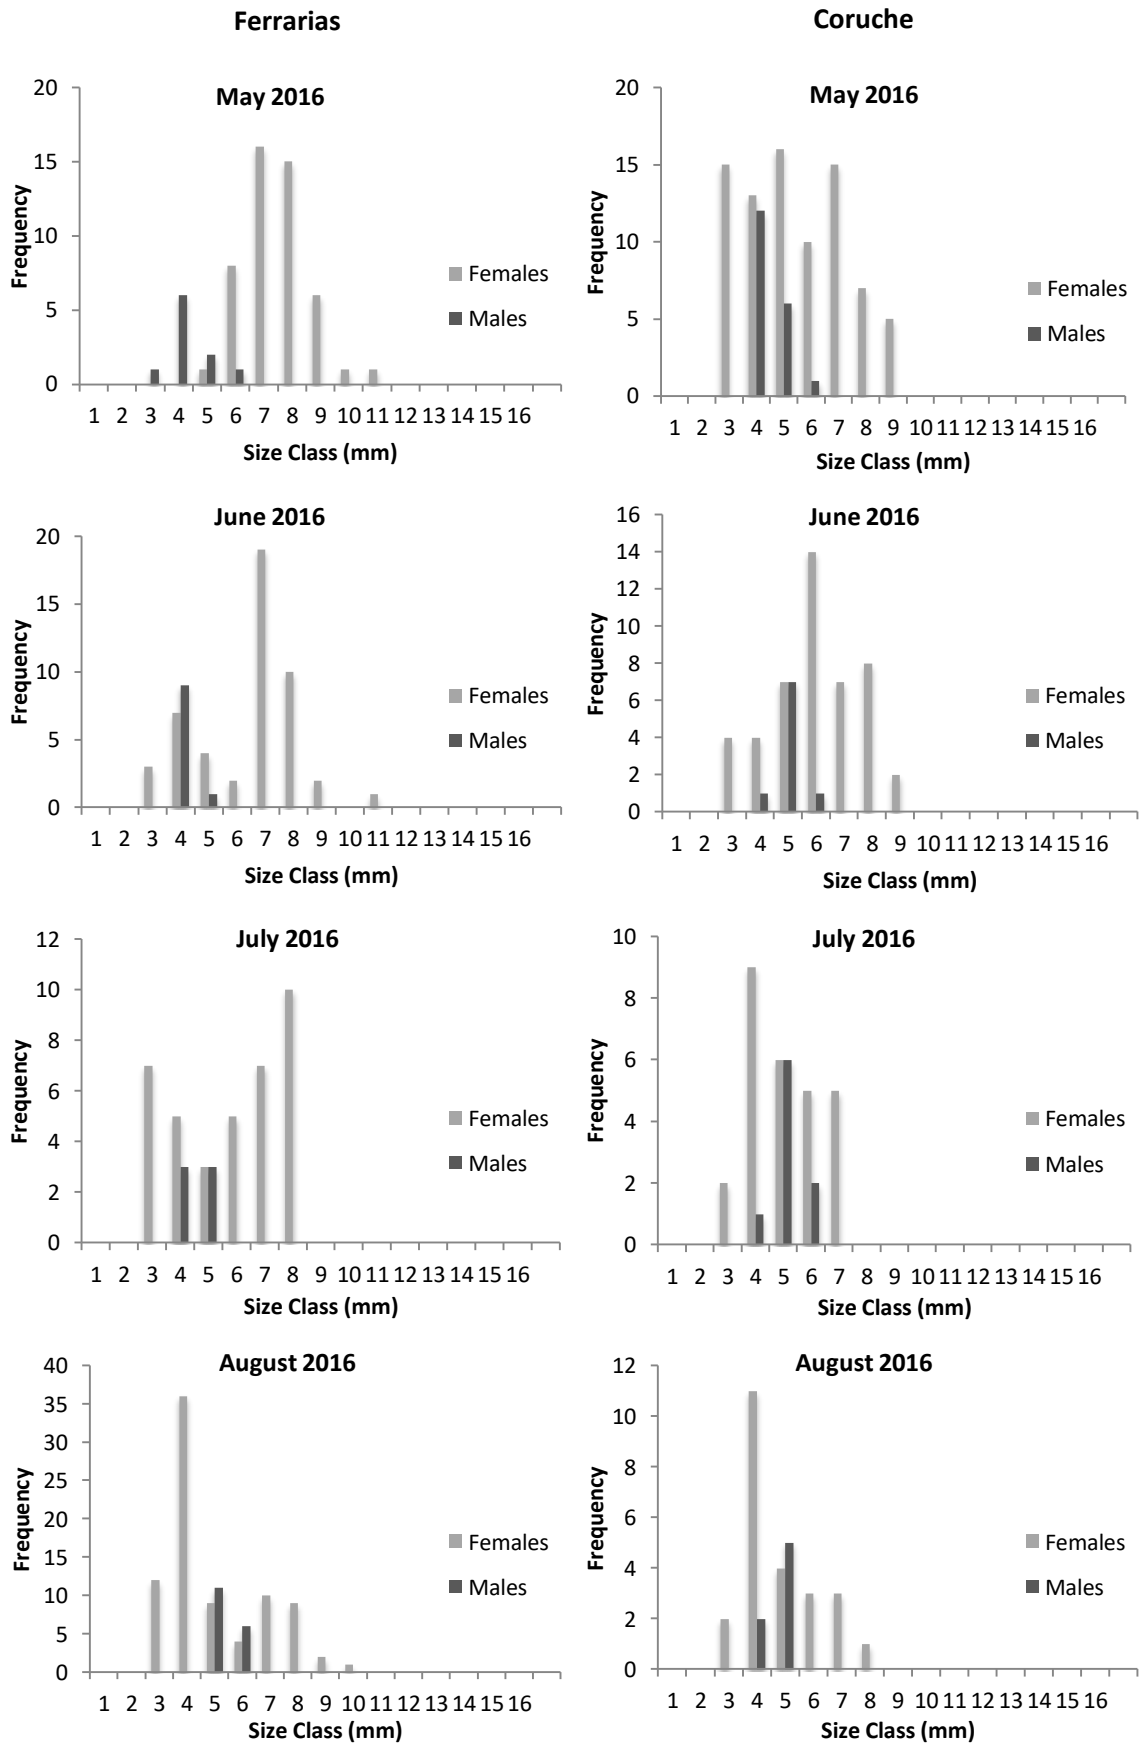 Ferrarias
Coruche
May 2016
20
15
10
5
0
Frequency
1 2 3 4 5 6 7 8 9 10 11 12 13 14 15 16
Size Class (mm)
Females
Males
May 2016
20
15
10
5
0
Frequency
1 2 3 4 5 6 7 8 9 10 11 12 13 14 15 16
Size Class (mm)
Females
Males
June 2016
20
15
10
5
0
Frequency
1 2 3 4 5 6 7 8 9 10 11 12 13 14 15 16
Size Class (mm)
Females
Males
June 2016
16
14
12
10
8
6
4
2
0
Frequency
1 2 3 4 5 6 7 8 9 10 11 12 13 14 15 16
Size Class (mm)
Females
Males
July 2016
12
10
8
6
4
2
0
Frequency
1 2 3 4 5 6 7 8 9 10 11 12 13 14 15 16
Size Class (mm)
Females
Males
July 2016
10
8
6
4
2
0
Frequency
1 2 3 4 5 6 7 8 9 10 11 12 13 14 15 16
Size Class (mm)
Females
Males
August 2016
40
35
30
25
20
15
10
5
0
Frequency
1 2 3 4 5 6 7 8 9 10 11 12 13 14 15 16
Size Class (mm)
Females
Males
August 2016
12
10
8
6
4
2
0
Frequency
1 2 3 4 5 6 7 8 9 10 11 12 13 14 15 16
Size Class (mm)
Females
Males